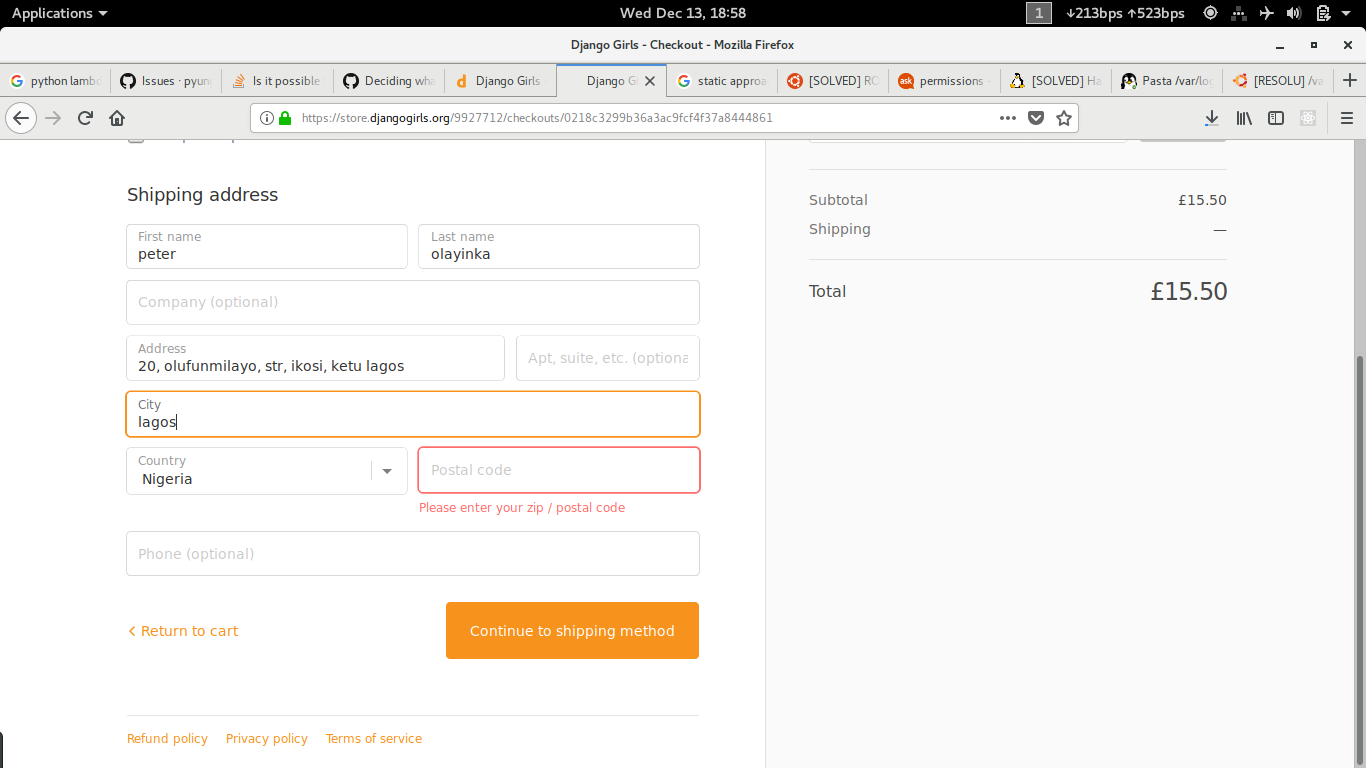 Applications
Wed Dec 13, 18:58
1
↓213bps ↑523bps
Django Girls - Checkout - Mozilla Firefox
python lamb
Issues · pyun
Is it possible
Deciding wha
Django Girls
Django Gi
static approa
[SOLVED] RO
permissions -
[SOLVED] Ha
Pasta /var/log
[RESOLU] /va
https://store.djangogirls.org/9927712/checkouts/0218c3299b36a3ac9fcf4f37a8444861
Shipping address
First name
peter
Last name
olayinka
Company (optional)
Address
20, olufunmilayo, str, ikosi, ketu lagos
Apt, suite, etc. (optiona
City
lagos
Country
Nigeria
Postal code
Please enter your zip / postal code
Phone (optional)
Return to cart
Continue to shipping method
Refund policy
Privacy policy
Terms of service
Subtotal
£15.50
Shipping
—
Total
£15.50